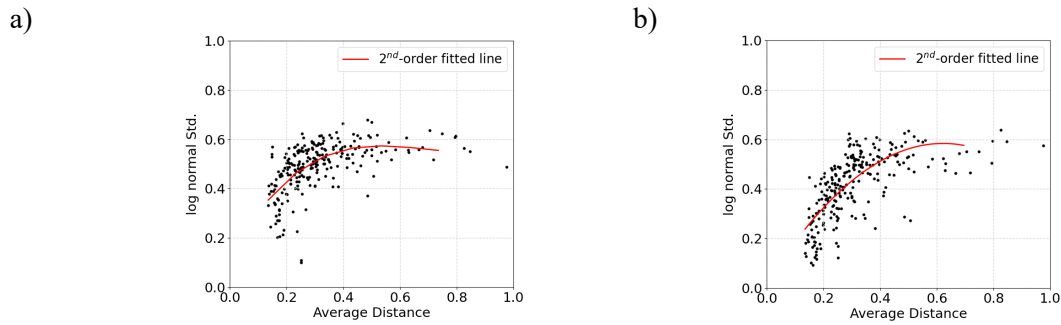 a)
b)
1.0
2nd-order fitted line
0.8
0.6
0.4
0.2
0.0
log normal Std.
0.0 0.2 0.4 0.6 0.8 1.0
Average Distance
1.0
2nd-order fitted line
0.8
0.6
0.4
0.2
0.0
log normal Std.
0.0 0.2 0.4 0.6 0.8 1.0
Average Distance